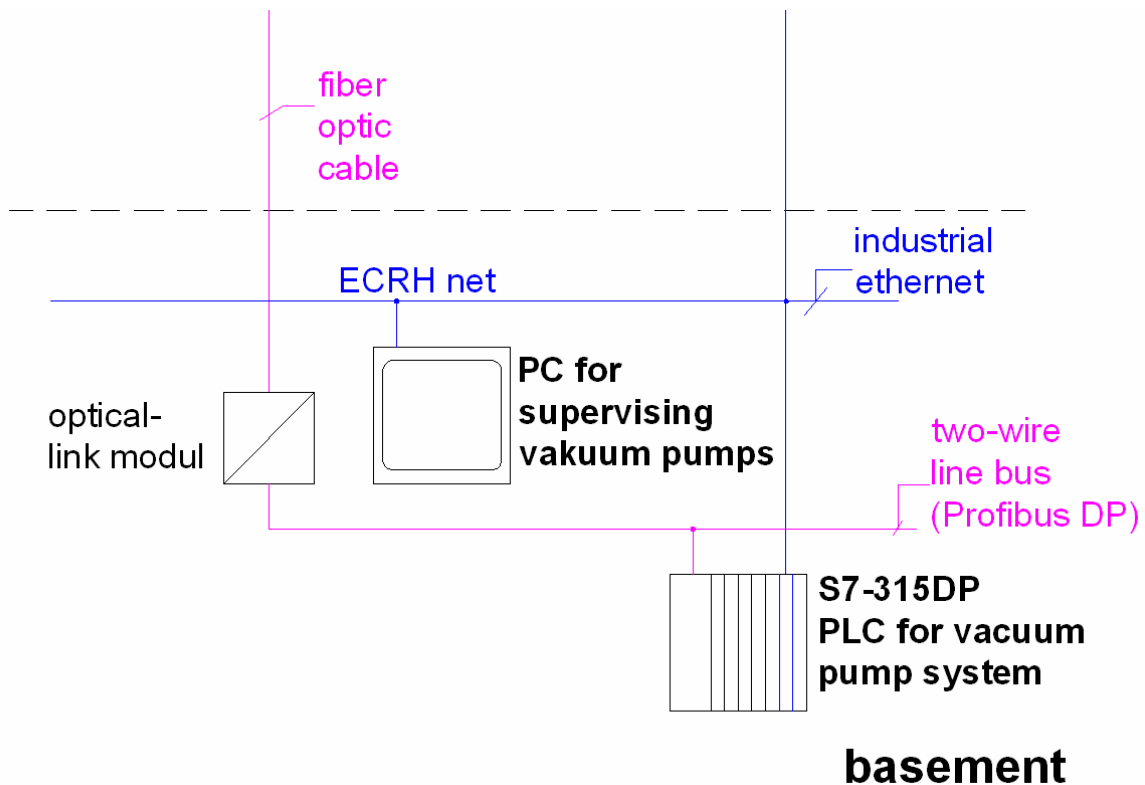 fiber
optic
cable
industrial
ethernet
ECRH net
PC for
supervising
vakuum pumps
optical-
link modul
two-wire
line bus
(Profibus DP)
S7-315DP
PLC for vacuum
pump system
basement